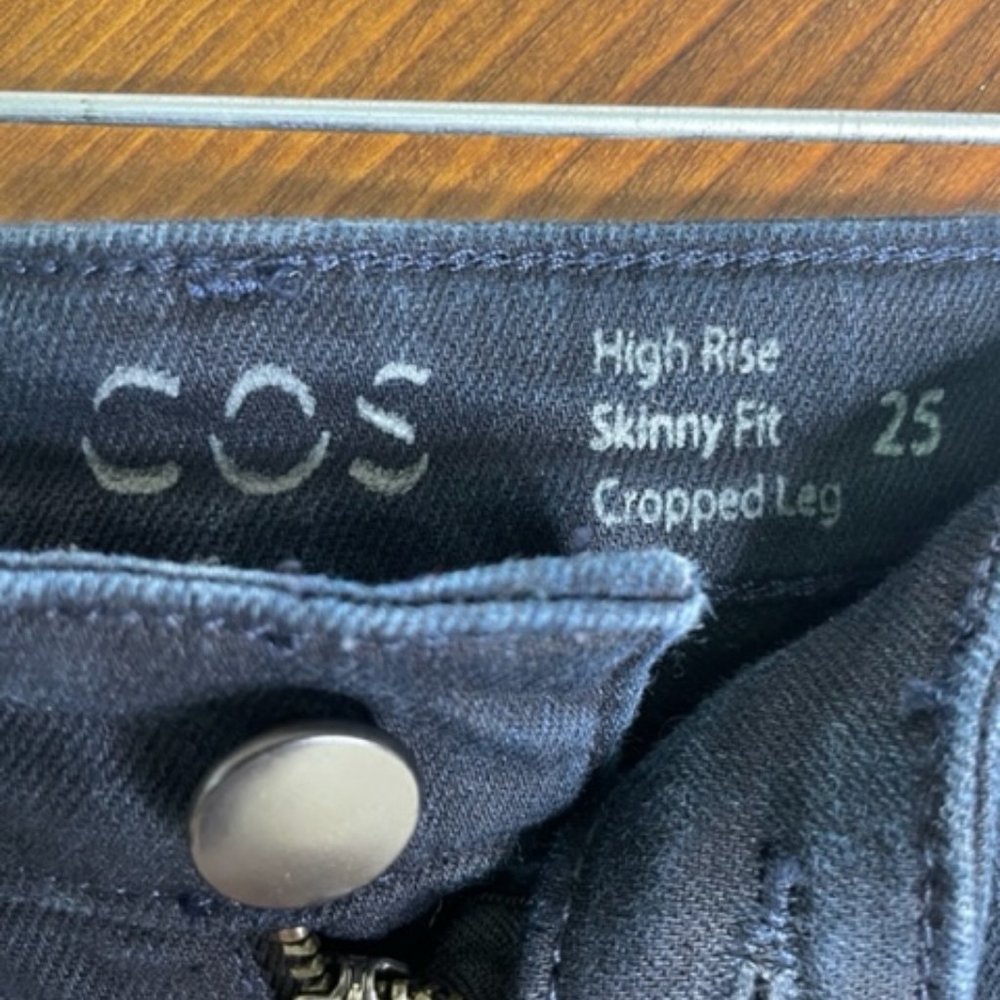 COS
High Rise
Skinny Fit
Cropped Leg
25